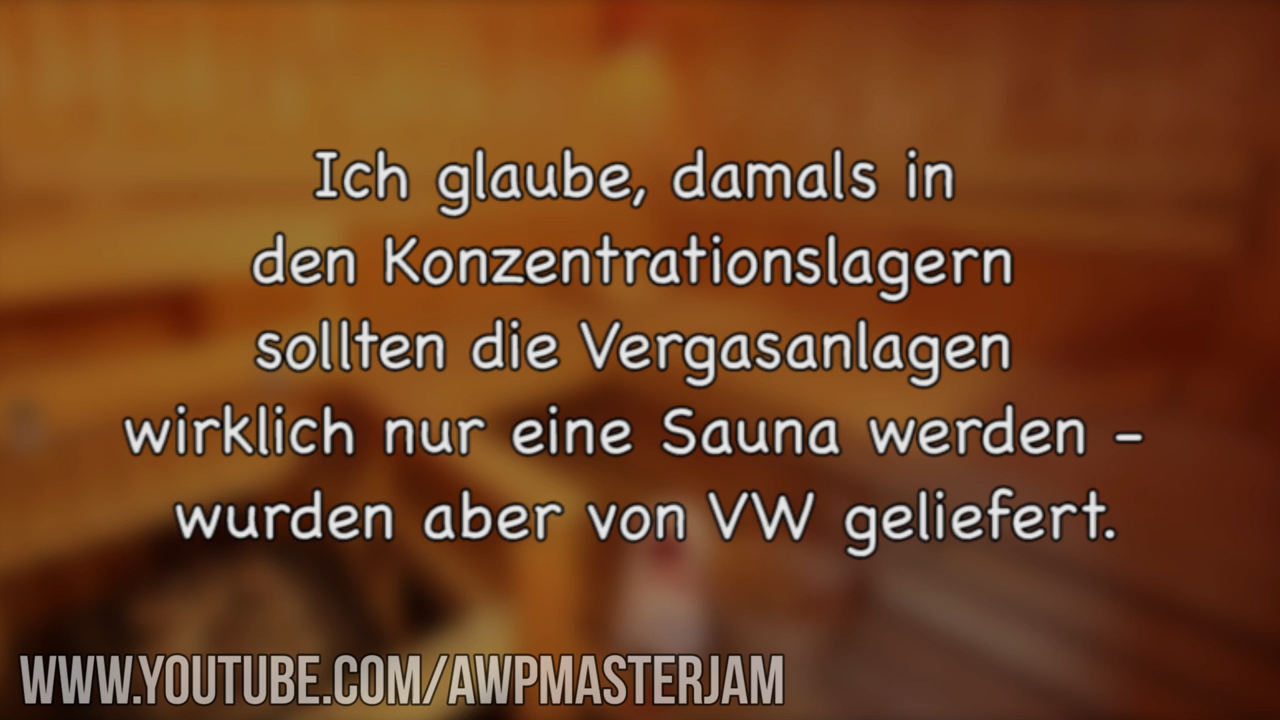 Ich glaube, damals in
den Konzentrationslagern
sollten die Vergasanlagen
wirklich nur eine Sauna werden –
wurden aber von VW geliefert.
WWW.YOUTUBE.COM/AWPMASTERJAM